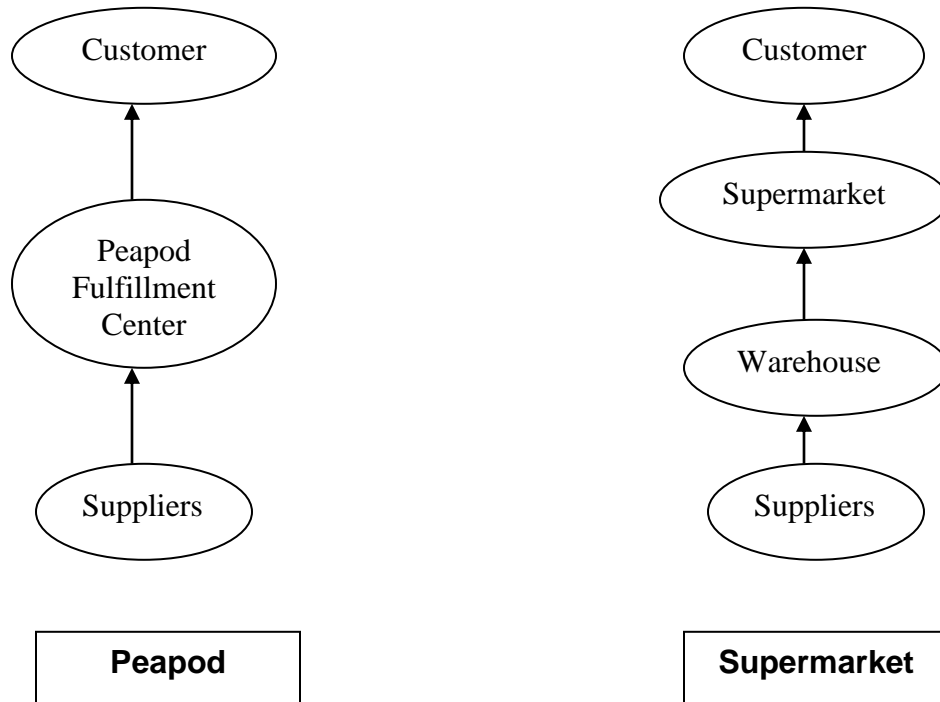 Customer
Peapod
Fulfillment
Center
Suppliers
Peapod
Customer
Supermarket
Warehouse
Suppliers
Supermarket